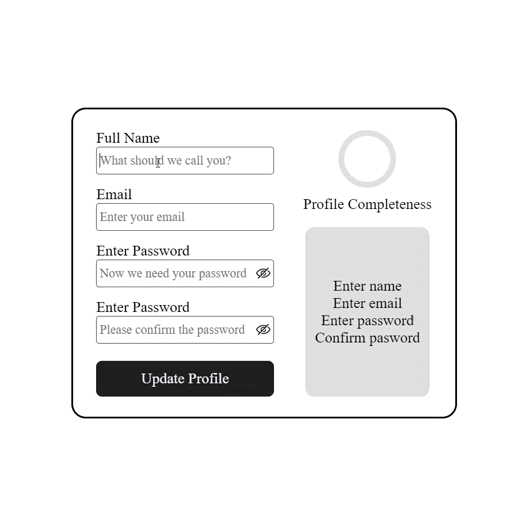 Full Name
What should we call you?
Email
Enter your email
Enter Password
Now we need your password
Enter Password
Please confirm the password
Update Profile
Profile Completeness
Enter name
Enter email
Enter password
Confirm pasword